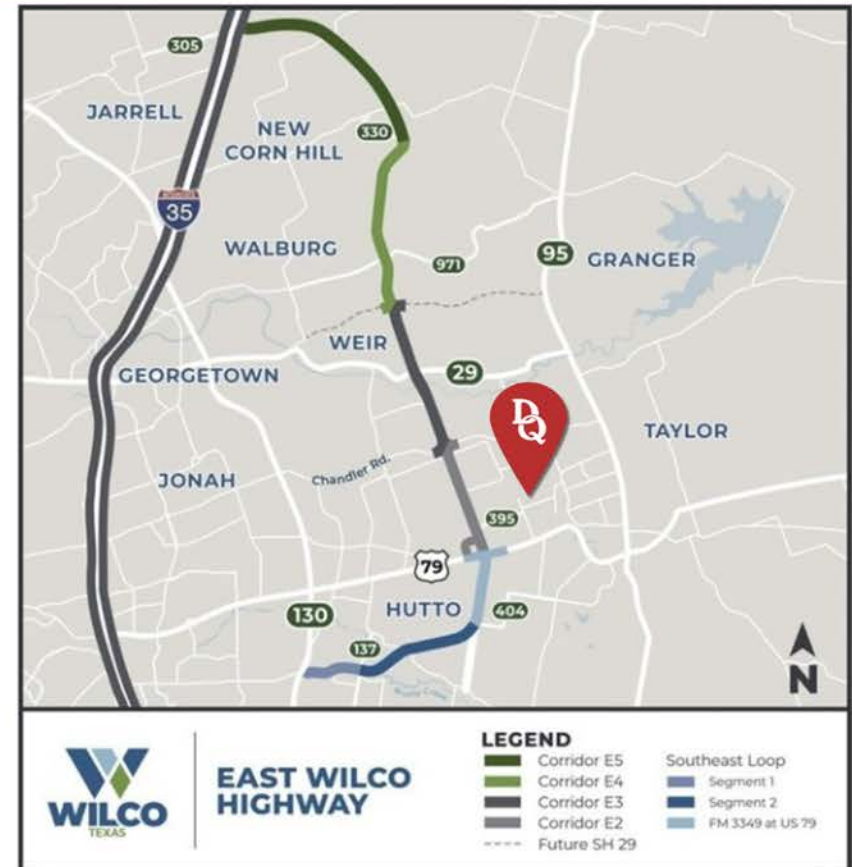 305
JARRELL
NEW
CORN HILL
330
INTERSTATE
35
WALBURG
971
95
GRANGER
WEIR
29
GEORGETOWN
DQ
TAYLOR
JONAH
Chandler Rd.
395
79
130
HUTTO
404
137
N
WILCO
TEXAS
EAST WILCO
HIGHWAY
LEGEND
Corridor E5
Corridor E4
Corridor E3
Corridor E2
Future SH 29
Southeast Loop
Segment 1
Segment 2
FM 3349 at US 79